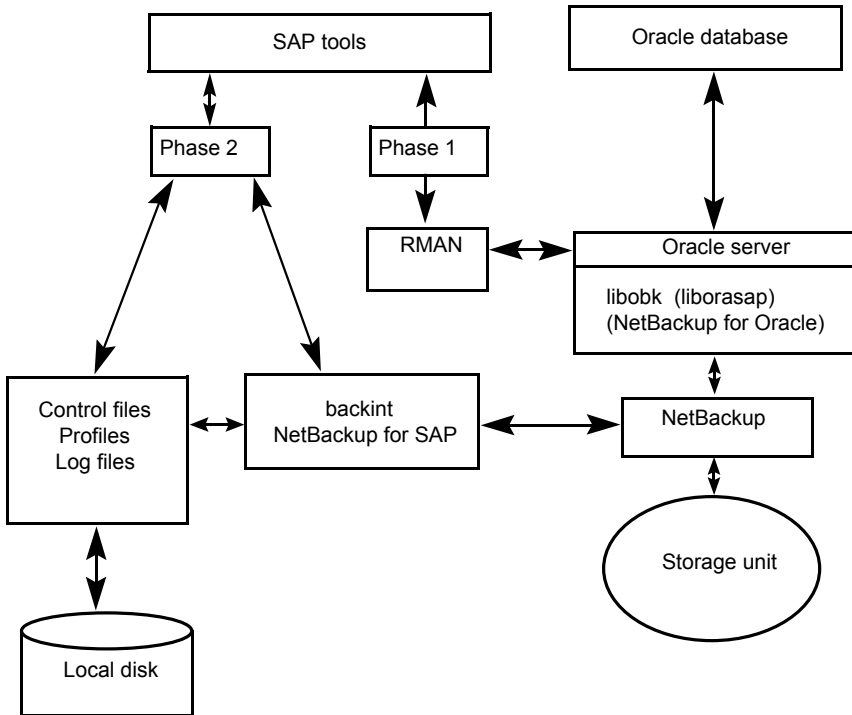 SAP tools
Oracle database
Phase 2
Phase 1
RMAN
Oracle server
libobk (liborasap)
(NetBackup for Oracle)
Control files
Profiles
Log files
backint
NetBackup for SAP
NetBackup
Storage unit
Local disk